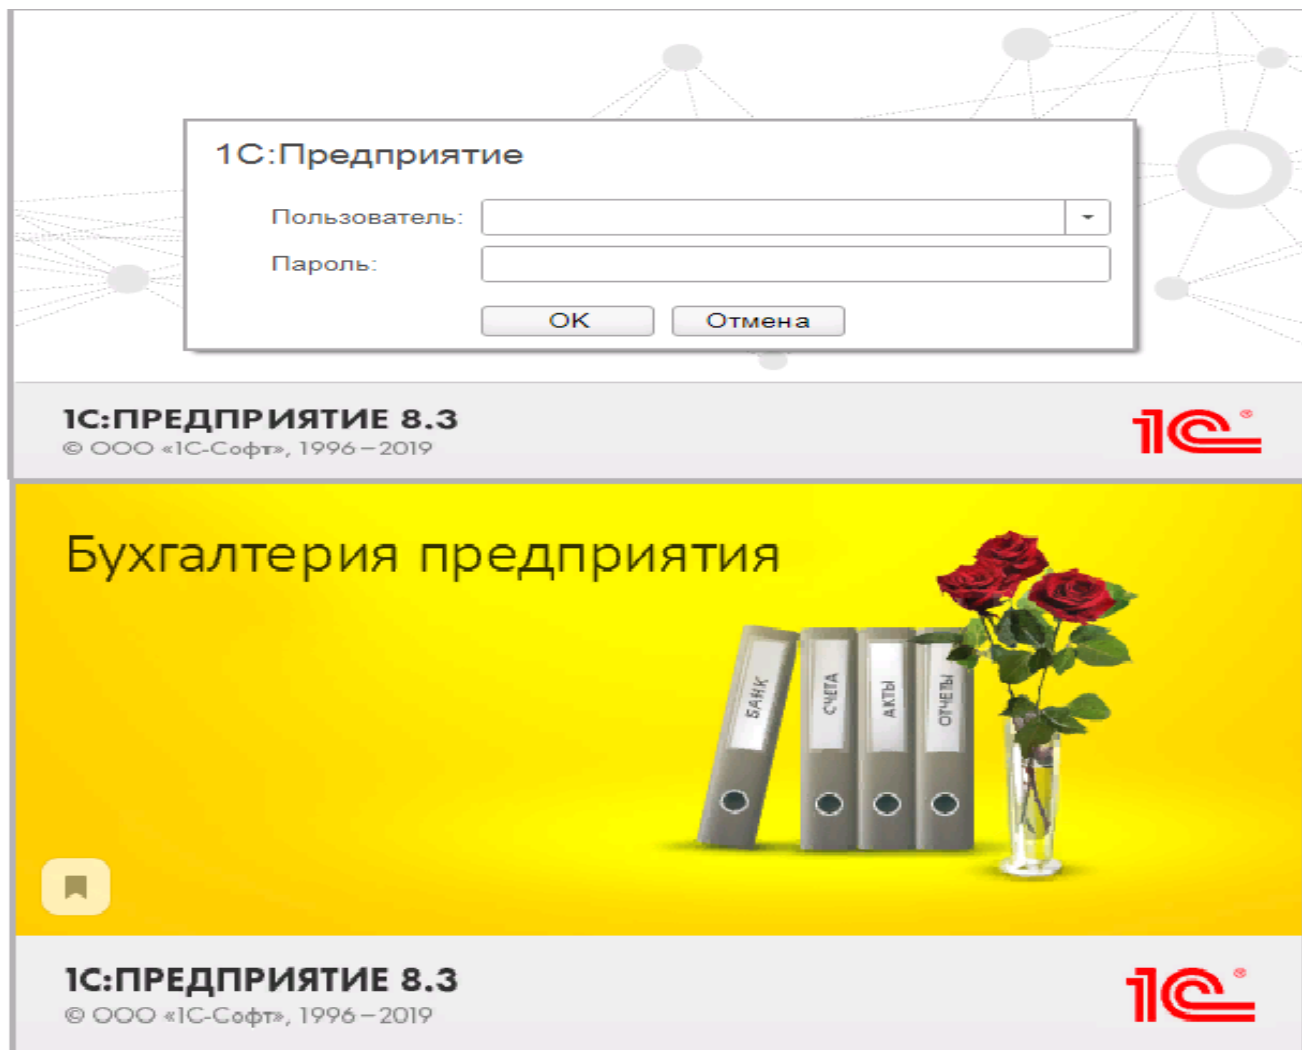 1С:Предприятие
Пользователь:
Пароль:
OK Отмена
1С:ПРЕДПРИЯТИЕ 8.3
© ООО «1С-Софт», 1996–2019
1С®
Бухгалтерия предприятия
БАНК
СЧЕТА
АКТЫ
ОТЧЕТЫ
1С:ПРЕДПРИЯТИЕ 8.3
© ООО «1С-Софт», 1996–2019
1С®